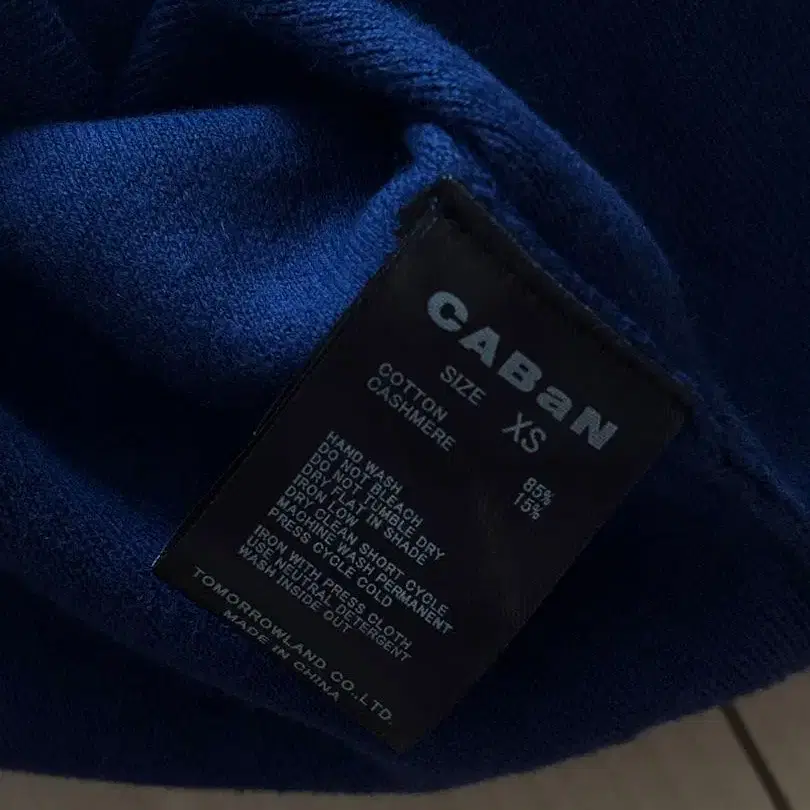 CABaN
SIZE XS
COTTON 85%
CASHMERE 15%
HAND WASH
DO NOT BLEACH
DO NOT TUMBLE DRY
DRY FLAT IN SHADE
IRON LOW
DRY CLEAN SHORT CYCLE
MACHINE WASH PERMANENT
PRESS CYCLE COLD
IRON WITH PRESS CLOTH
USE NEUTRAL DETERGENT
WASH INSIDE OUT
TOMORROWLAND CO.,LTD.
MADE IN CHINA